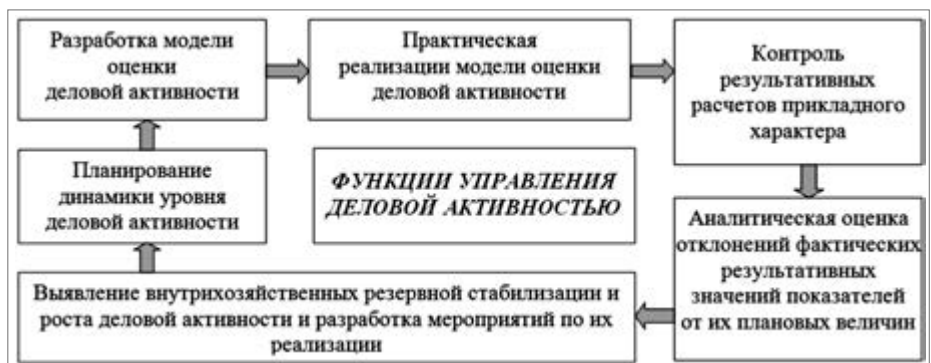 Разработка модели
оценки
деловой активности
Практическая
реализации модели оценки
деловой активности
Контроль
результативных
расчетов прикладного
характера
Планирование
динамики уровня
деловой активности
ФУНКЦИИ УПРАВЛЕНИЯ
ДЕЛОВОЙ АКТИВНОСТЬЮ
Аналитическая оценка
отклонений фактических
результативных
значений показателей
от их плановых величин
Выявление внутрихозяйственных резервной стабилизации и
роста деловой активности и разработка мероприятий по их
реализации